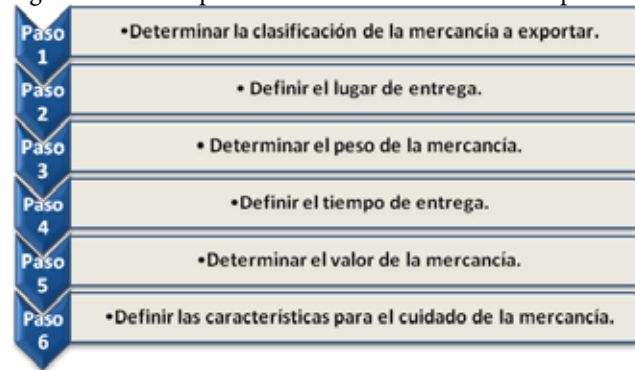 Paso
1
•Determinar la clasificación de la mercancía a exportar.
Paso
2
• Definir el lugar de entrega.
Paso
3
• Determinar el peso de la mercancía.
Paso
4
•Definir el tiempo de entrega.
Paso
5
•Determinar el valor de la mercancía.
Paso
6
•Definir las características para el cuidado de la mercancía.